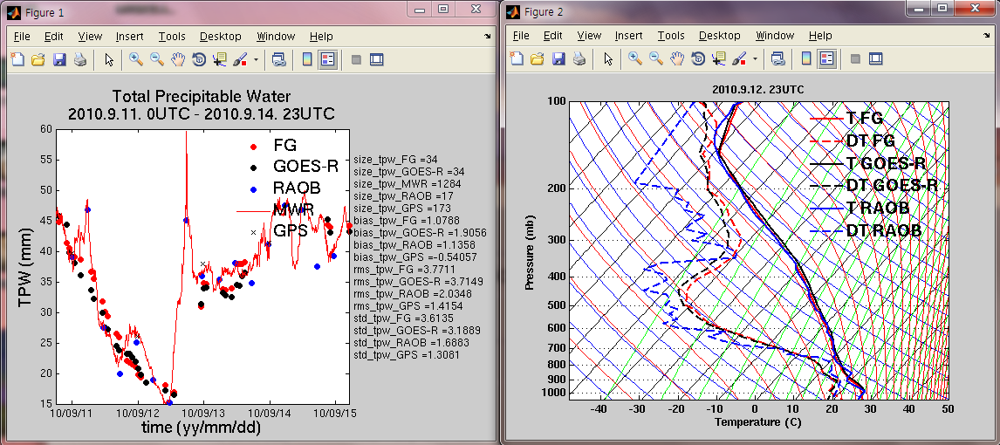 Figure 1
File Edit View Insert Tools Desktop Window Help
Total Precipitable Water
2010.9.11. 0UTC - 2010.9.14. 23UTC
TPW (mm)
60
55
50
45
40
35
30
25
20
15
FG
GOES-R
RAOB
MWR
GPS
10/09/11 10/09/12 10/09/13 10/09/14 10/09/15
time (yy/mm/dd)
size_tpw_FG =34
size_tpw_GOES-R =34
size_tpw_MWR =1284
size_tpw_RAOB =17
size_tpw_GPS =173
bias_tpw_FG =1.0788
bias_tpw_GOES-R =1.9056
bias_tpw_RAOB =1.1358
bias_tpw_GPS =-0.54057
rms_tpw_FG =3.7711
rms_tpw_GOES-R =3.7149
rms_tpw_RAOB =2.0348
rms_tpw_GPS =1.4154
std_tpw_FG =3.6135
std_tpw_GOES-R =3.1889
std_tpw_RAOB =1.6883
std_tpw_GPS =1.3081
Figure 2
File Edit View Insert Tools Desktop Window Help
2010.9.12. 23UTC
Pressure (mb)
100
200
300
400
500
600
700
800
900
1000
T FG
DT FG
T GOES-R
DT GOES-R
T RAOB
DT RAOB
-40 -30 -20 -10 0 10 20 30 40 50
Temperature (C)